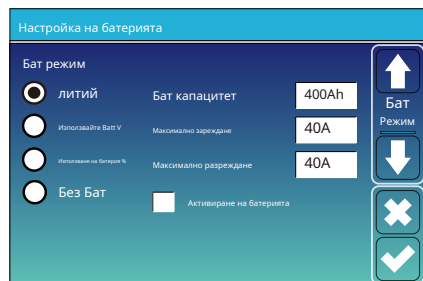 Настройка на батерията
Бат режим
литий
Бат капацитет
400Ah
Използвайте Batt V
Максимално зареждане
40A
Използване на батерия %
Максимално разреждане
40A
Без Бат
Активиране на батерията
Бат
Режим